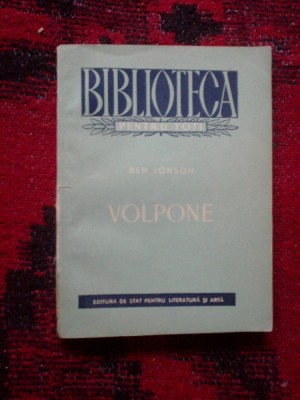 BIBLIOTECA
PENTRU TOȚI
BEN JONSON
VOLPONE
EDITURA DE STAT PENTRU LITERATURĂ ȘI ARTĂ